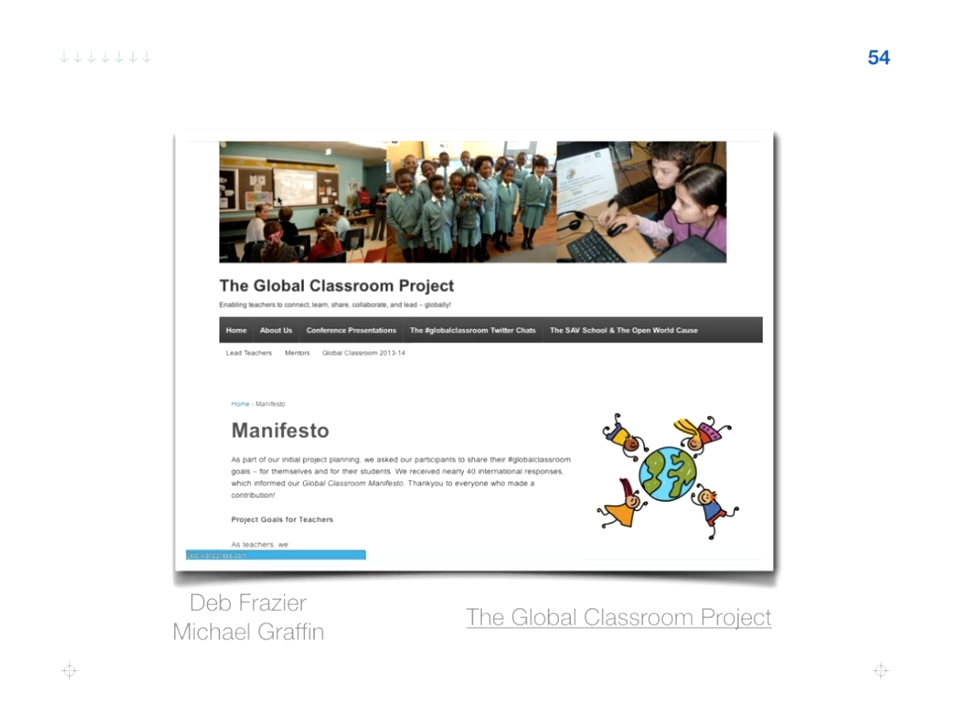 54
The Global Classroom Project
Enabling teachers to connect, learn, share, collaborate, and lead – globally!
Home About Us Conference Presentations The #globalclassroom Twitter Chats The SAV School & The Open World Cause
Lead Teachers Mentors Global Classroom 2013-14
Home › Manifesto
Manifesto
As part of our initial project planning, we asked our participants to share their #globalclassroom
goals – for themselves and for their students. We received nearly 40 international responses,
which informed our Global Classroom Manifesto. Thankyou to everyone who made a
contribution!
Project Goals for Teachers
As teachers, we
Deb Frazier
Michael Graffin
The Global Classroom Project